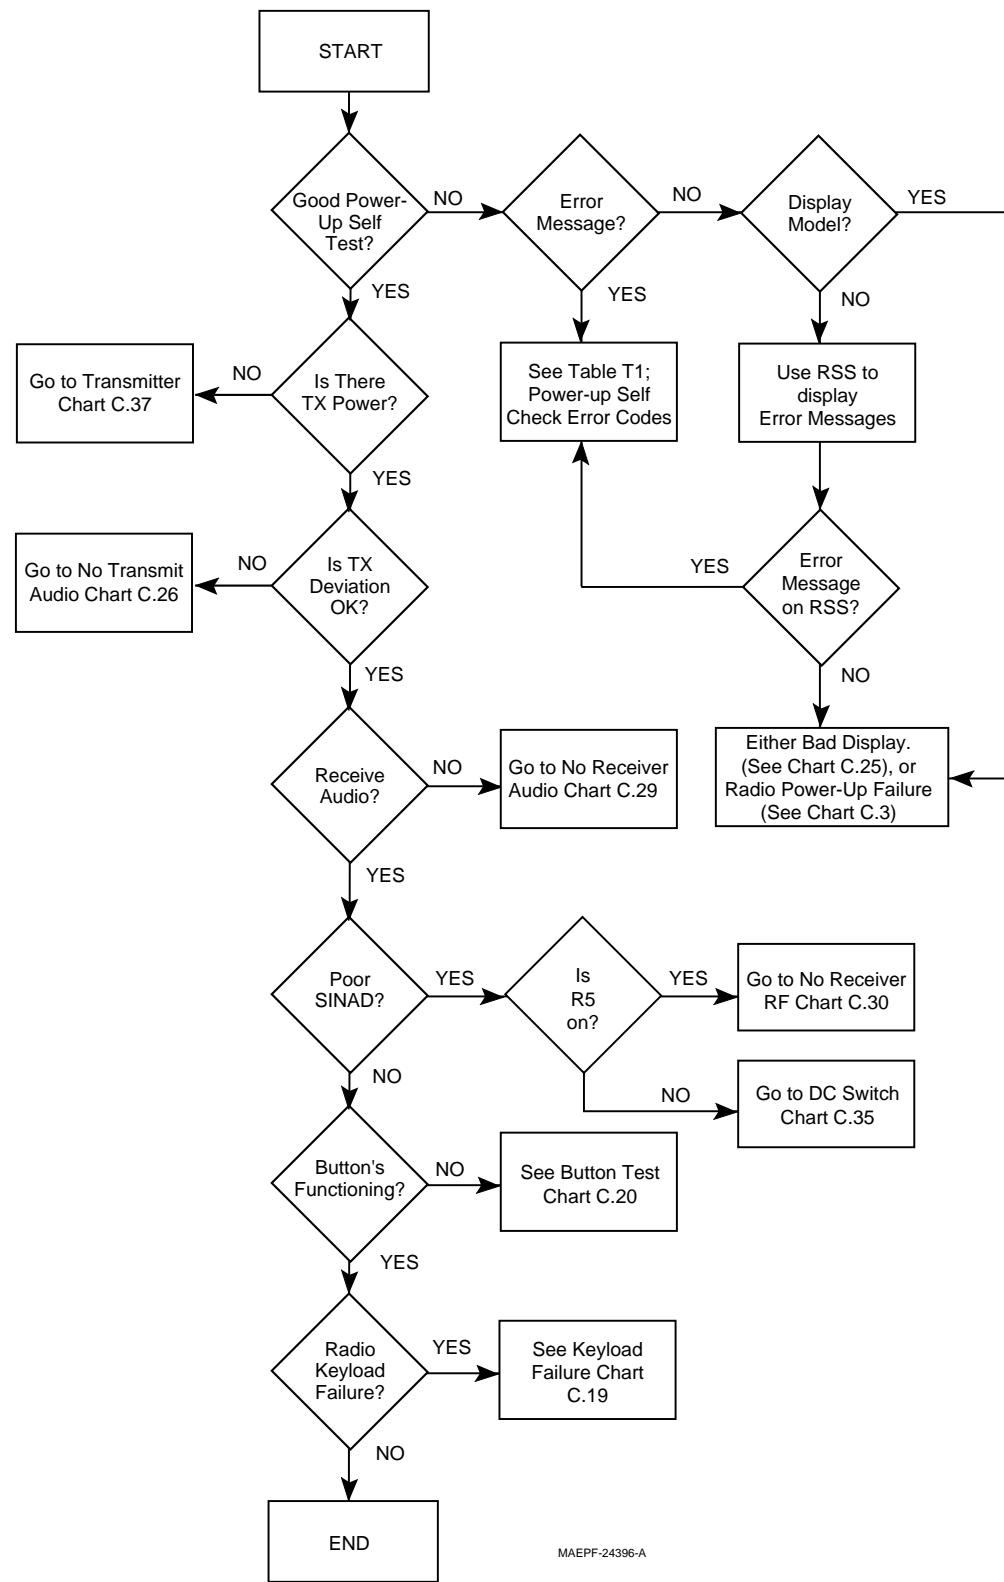 START
Good Power-
Up Self
Test?
NO
Error
Message?
NO
Display
Model?
YES
YES
YES
NO
Go to Transmitter
Chart C.37
NO
Is There
TX Power?
See Table T1;
Power-up Self
Check Error Codes
Use RSS to
display
Error Messages
YES
Go to No Transmit
Audio Chart C.26
NO
Is TX
Deviation
OK?
YES
Error
Message
on RSS?
YES
NO
Receive
Audio?
NO
Go to No Receiver
Audio Chart C.29
Either Bad Display.
(See Chart C.25), or
Radio Power-Up Failure
(See Chart C.3)
YES
Poor
SINAD?
YES
Is
R5
on?
YES
Go to No Receiver
RF Chart C.30
NO
NO
Go to DC Switch
Chart C.35
Button's
Functioning?
NO
See Button Test
Chart C.20
YES
Radio
Keyload
Failure?
YES
See Keyload
Failure Chart
C.19
NO
END
MAEPF-24396-A